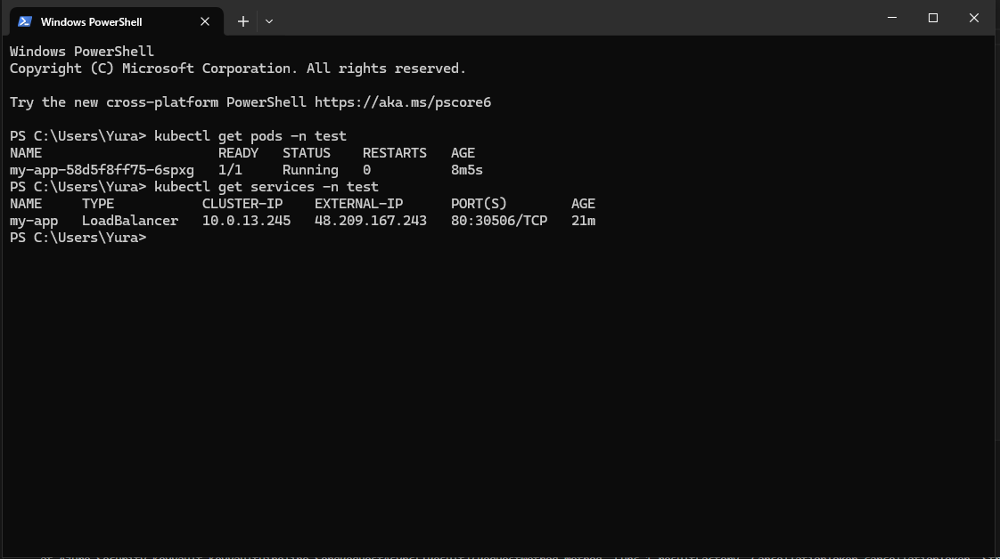 Windows PowerShell
Windows PowerShell
Copyright (C) Microsoft Corporation. All rights reserved.
Try the new cross-platform PowerShell https://aka.ms/pscore6
PS C:\Users\Yura> kubectl get pods -n test
NAME                      READY   STATUS    RESTARTS   AGE
my-app-58d5f8ff75-6spxg   1/1     Running   0          8m5s
PS C:\Users\Yura> kubectl get services -n test
NAME     TYPE           CLUSTER-IP    EXTERNAL-IP      PORT(S)        AGE
my-app   LoadBalancer   10.0.13.245   48.209.167.243   80:30506/TCP   21m
PS C:\Users\Yura>